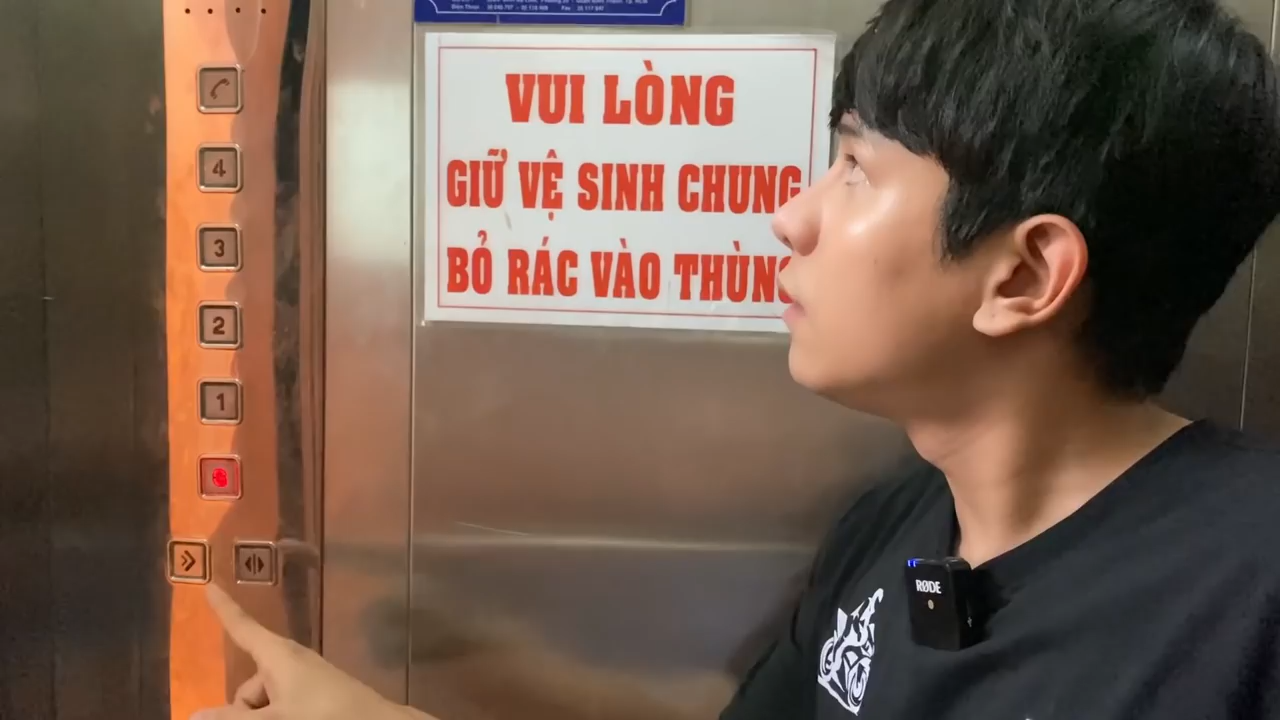 VUI LÒNG
GIỮ VỆ SINH CHUNG
BỎ RÁC VÀO THÙNG
4
3
2
1
RØDE